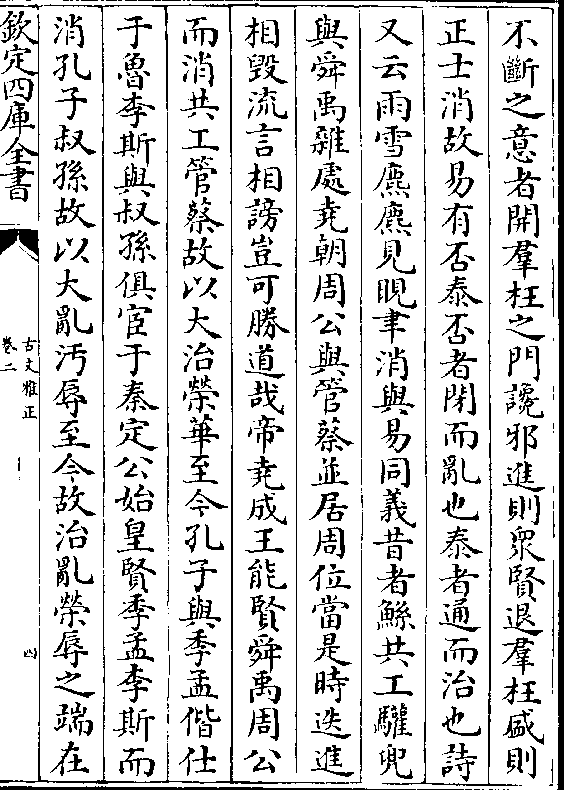 不斷之意者開羣枉之門讒邪進則衆賢退羣枉盛則
正士消故易有否泰否者閉而亂也泰者通而治也詩
又云雨雪麃麃見晛聿消與易同義昔者鯀共工驩兜
與舜禹雜處堯朝周公與管蔡並居周位當是時迭進
相毀流言相謗豈可勝道哉帝堯成王能賢舜禹周公
而消共工管蔡故以大治榮華至今孔子與季孟偕仕
于魯李斯與叔孫俱宦于秦定公始皇賢季孟李斯而
消孔子叔孫故以大亂汚辱至今故治亂榮辱之端在
欽定四庫全書
古文雅正
卷二
四